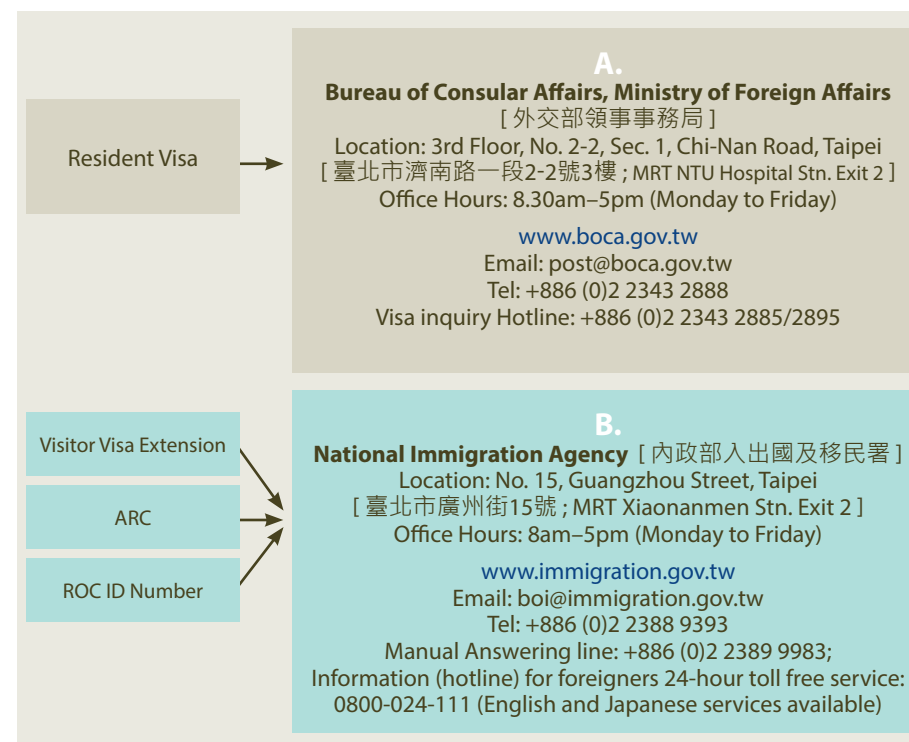 A.
Bureau of Consular Affairs, Ministry of Foreign Affairs
[ 外交部領事事務局 ]
Resident Visa
Location: 3rd Floor, No. 2-2, Sec. 1, Chi-Nan Road, Taipei
[ 臺北市濟南路一段2-2號3樓 ; MRT NTU Hospital Stn. Exit 2 ]
Office Hours: 8.30am–5pm (Monday to Friday)
www.boca.gov.tw
Email: post@boca.gov.tw
Tel: +886 (0)2 2343 2888
Visa inquiry Hotline: +886 (0)2 2343 2885/2895
Visitor Visa Extension
ARC
ROC ID Number
B.
National Immigration Agency [ 內政部入出國及移民署 ]
Location: No. 15, Guangzhou Street, Taipei
[ 臺北市廣州街15號 ; MRT Xiaonanmen Stn. Exit 2 ]
Office Hours: 8am–5pm (Monday to Friday)
www.immigration.gov.tw
Email: boi@immigration.gov.tw
Tel: +886 (0)2 2388 9393
Manual Answering line: +886 (0)2 2389 9983;
Information (hotline) for foreigners 24-hour toll free service:
0800-024-111 (English and Japanese services available)